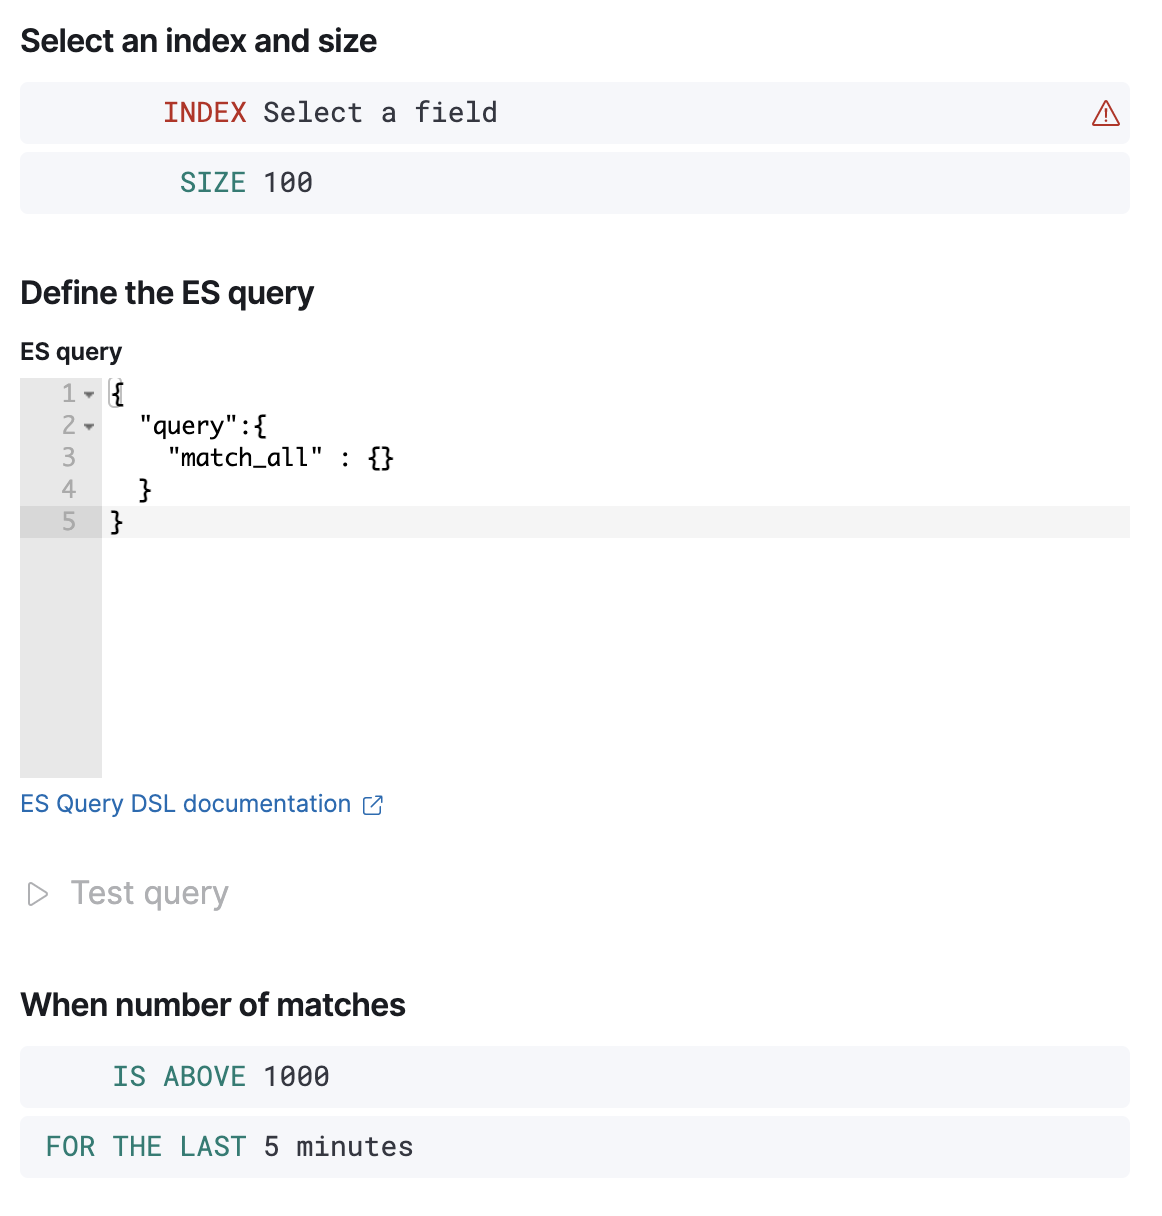 Select an index and size
INDEX Select a field
SIZE 100
Define the ES query
ES query
1 {
2 "query":{
3 "match_all" : {}
4 }
5 }
ES Query DSL documentation
Test query
When number of matches
IS ABOVE 1000
FOR THE LAST 5 minutes